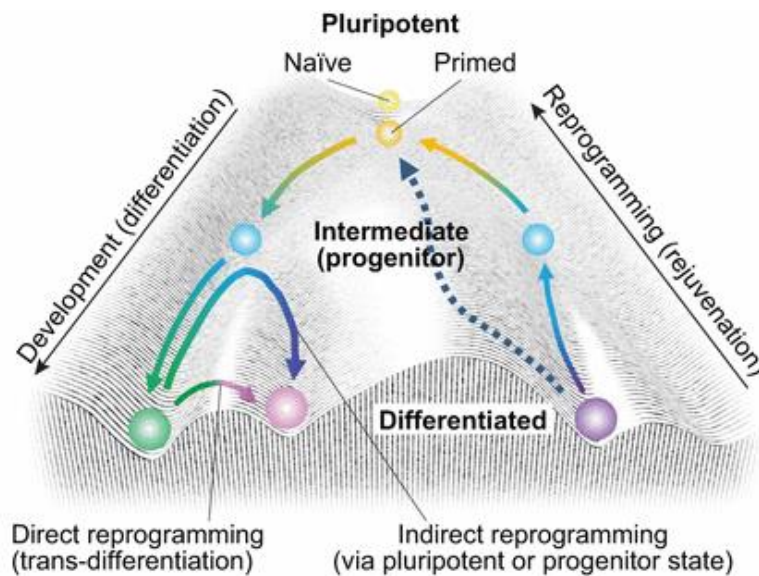 Pluripotent
Naïve
Primed
Development (differentiation)
Reprogramming (rejuvenation)
Intermediate
(progenitor)
Differentiated
Direct reprogramming
(trans-differentiation)
Indirect reprogramming
(via pluripotent or progenitor state)